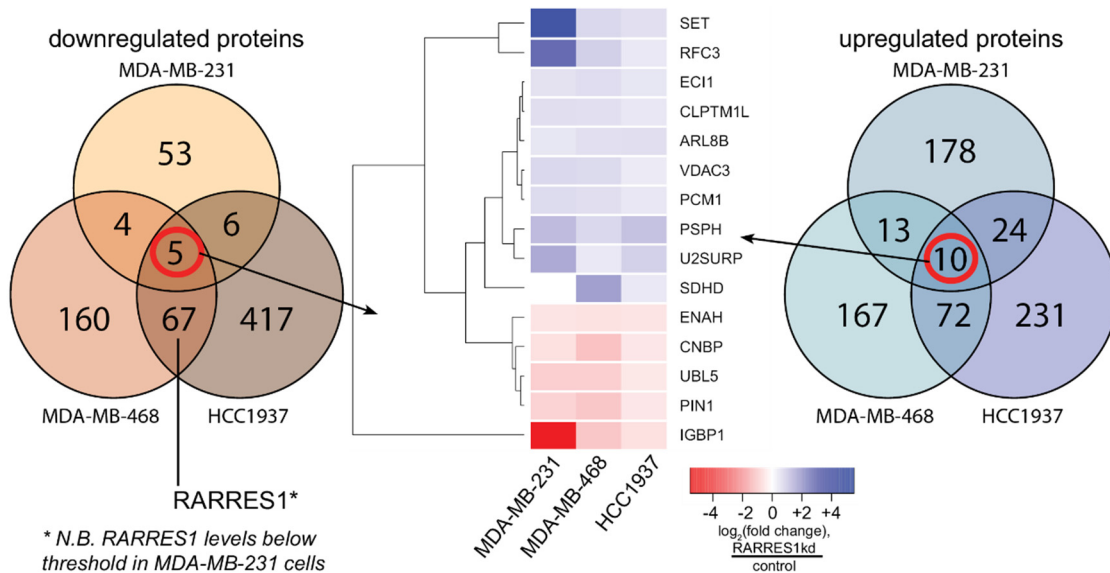 downregulated proteins
MDA-MB-231
53
4
6
5
160
67
417
MDA-MB-468
HCC1937
RARRES1*
* N.B. RARRES1 levels below
threshold in MDA-MB-231 cells
SET
RFC3
ECI1
CLPTM1L
ARL8B
VDAC3
PCM1
PSPH
U2SURP
SDHD
ENAH
CNBP
UBL5
PIN1
IGBP1
MDA-MB-231
MDA-MB-468
HCC1937
upregulated proteins
MDA-MB-231
178
13
24
10
167
72
231
MDA-MB-468
HCC1937
-4 -2 0 +2 +4
log2(fold change),
RARRES1kd
control